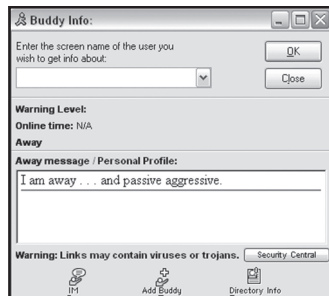 Buddy Info:
Enter the screen name of the user you
wish to get info about:
OK
Close
Warning Level:
Online time: N/A
Away
Away message / Personal Profile:
I am away . . . and passive aggressive.
Warning: Links may contain viruses or trojans.
Security Central
IM
Add Buddy
Directory Info